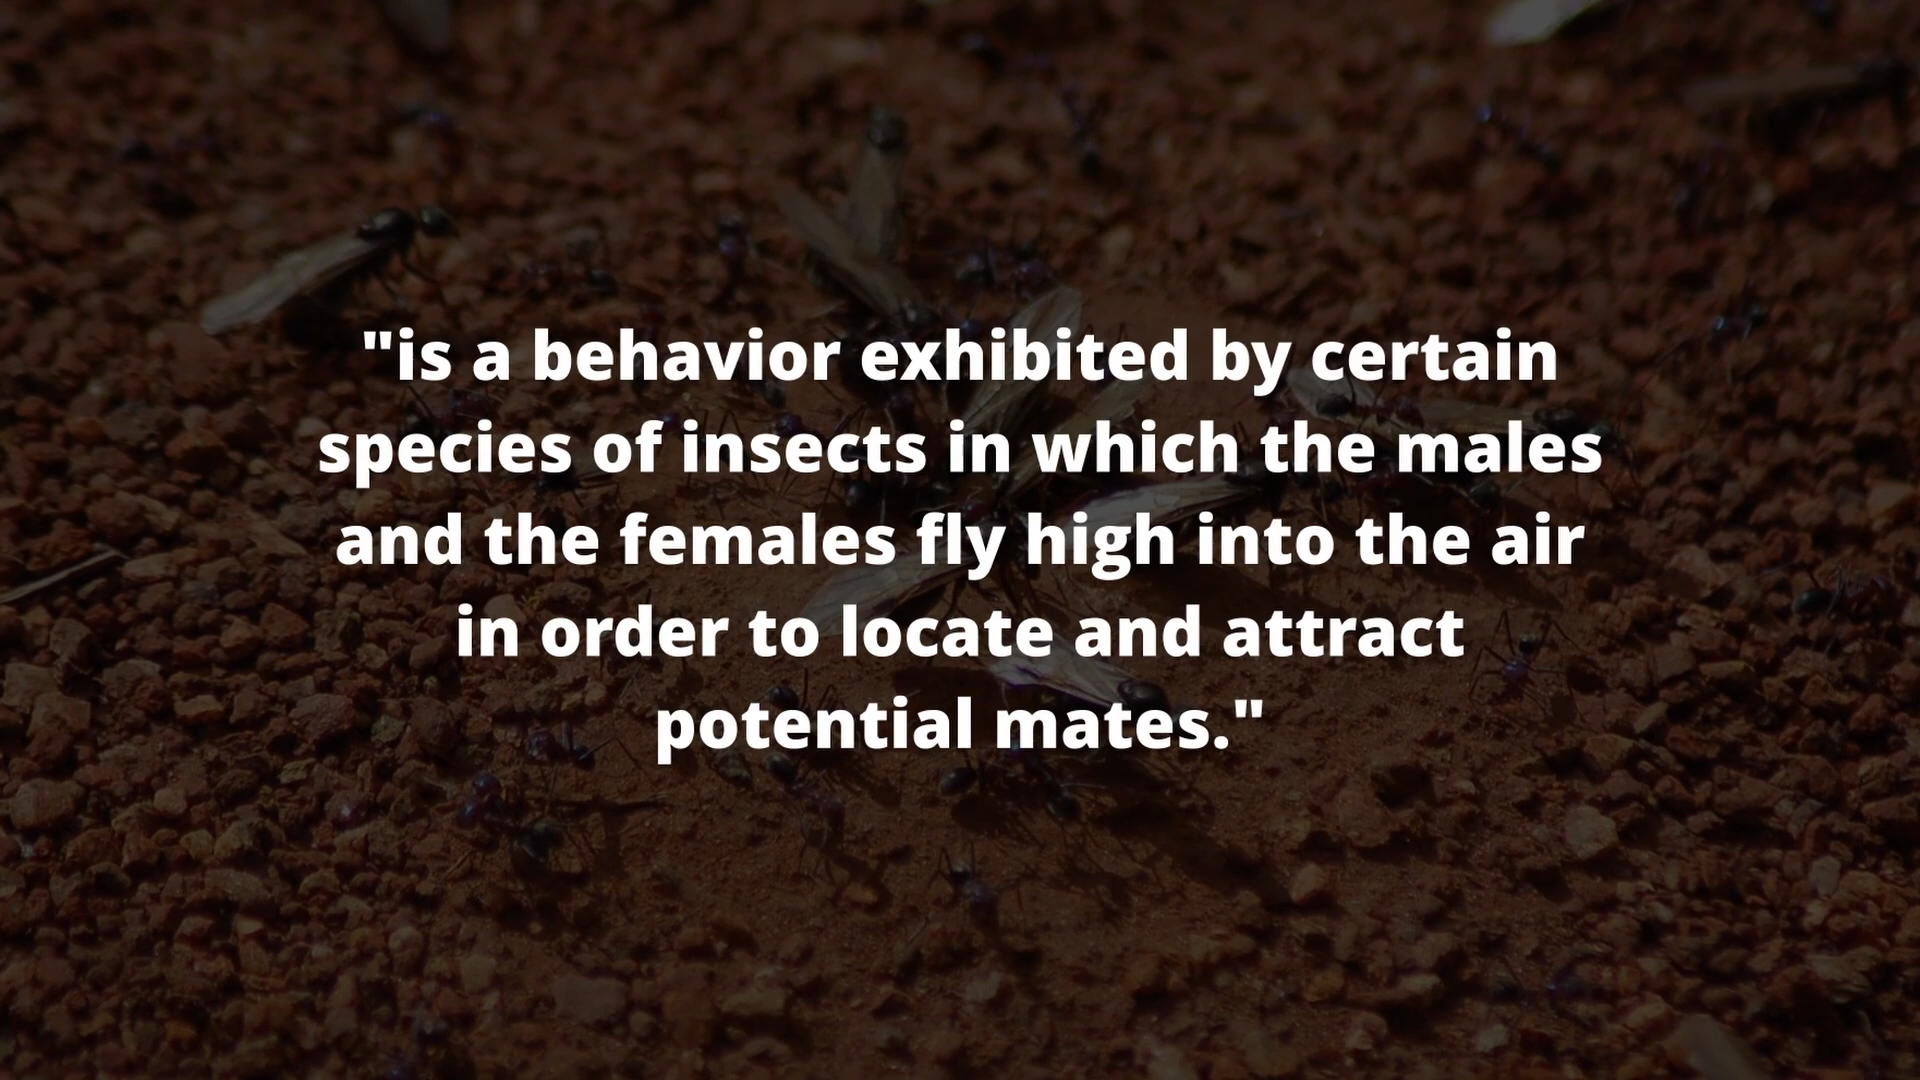 "is a behavior exhibited by certain
species of insects in which the males
and the females fly high into the air
in order to locate and attract
potential mates."